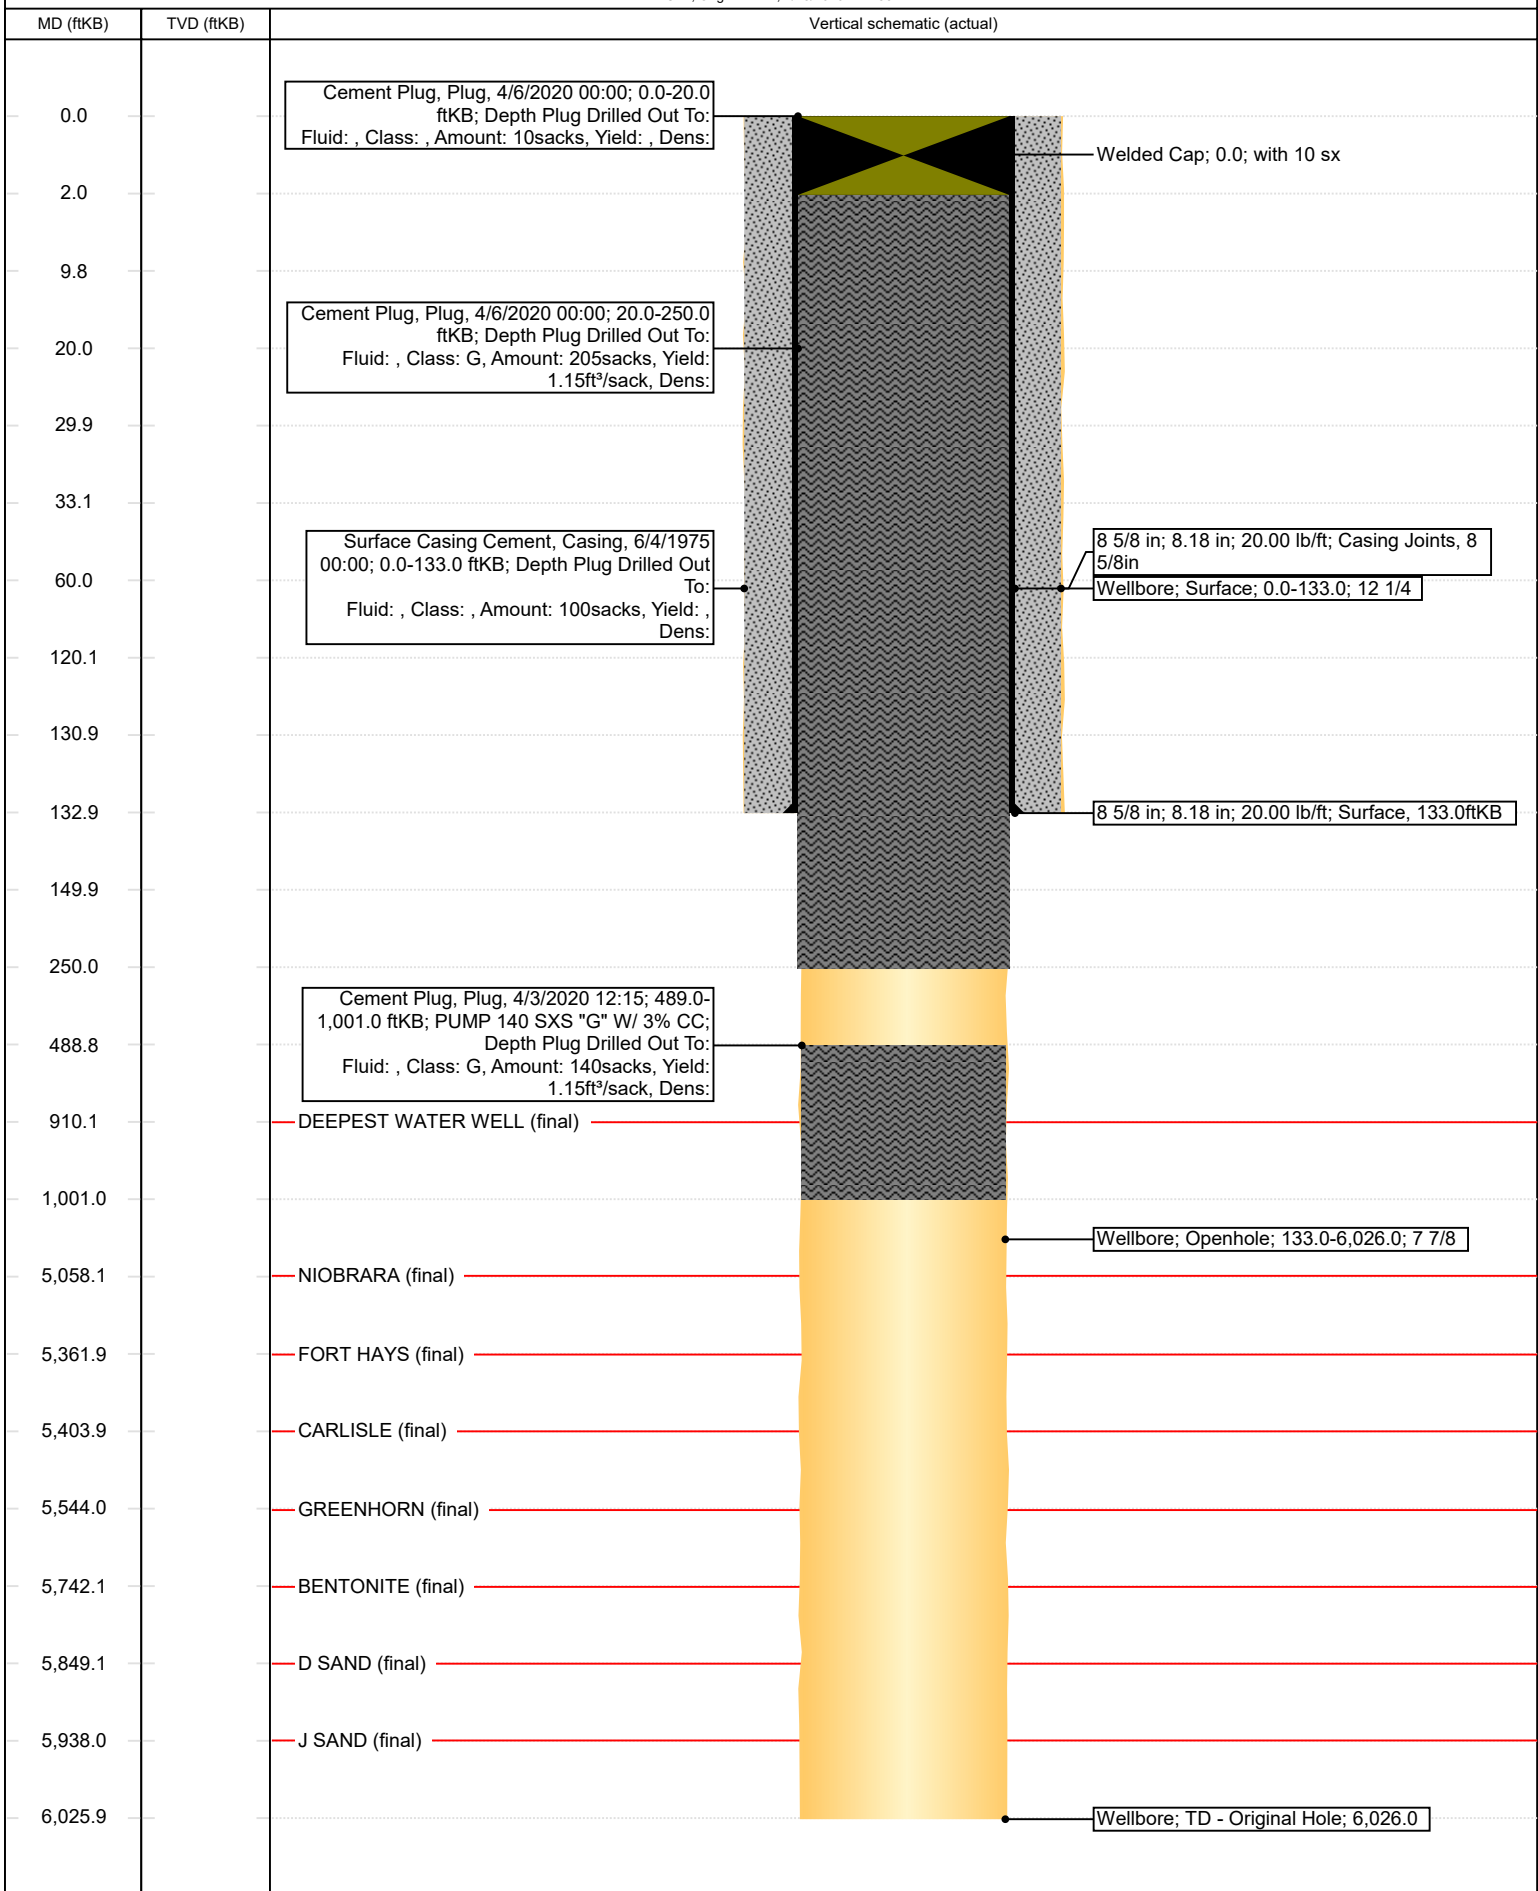 MD (ftKB)
TVD (ftKB)
Vertical schematic (actual)
0.0
2.0
9.8
20.0
29.9
33.1
60.0
120.1
130.9
132.9
149.9
250.0
488.8
910.1
1,001.0
5,058.1
5,361.9
5,403.9
5,544.0
5,742.1
5,849.1
5,938.0
6,025.9
Cement Plug, Plug, 4/6/2020 00:00; 0.0-20.0
ftKB; Depth Plug Drilled Out To:
Fluid: , Class: , Amount: 10sacks, Yield: , Dens:
Welded Cap; 0.0; with 10 sx
Cement Plug, Plug, 4/6/2020 00:00; 20.0-250.0
ftKB; Depth Plug Drilled Out To:
Fluid: , Class: G, Amount: 205sacks, Yield:
1.15ft³/sack, Dens:
Surface Casing Cement, Casing, 6/4/1975
00:00; 0.0-133.0 ftKB; Depth Plug Drilled Out
To:
Fluid: , Class: , Amount: 100sacks, Yield: ,
Dens:
8 5/8 in; 8.18 in; 20.00 lb/ft; Casing Joints, 8
5/8in
Wellbore; Surface; 0.0-133.0; 12 1/4
8 5/8 in; 8.18 in; 20.00 lb/ft; Surface, 133.0ftKB
Cement Plug, Plug, 4/3/2020 12:15; 489.0-
1,001.0 ftKB; PUMP 140 SXS "G" W/ 3% CC;
Depth Plug Drilled Out To:
Fluid: , Class: G, Amount: 140sacks, Yield:
1.15ft³/sack, Dens:
DEEPEST WATER WELL (final)
Wellbore; Openhole; 133.0-6,026.0; 7 7/8
NIOBRARA (final)
FORT HAYS (final)
CARLISLE (final)
GREENHORN (final)
BENTONITE (final)
D SAND (final)
J SAND (final)
Wellbore; TD - Original Hole; 6,026.0